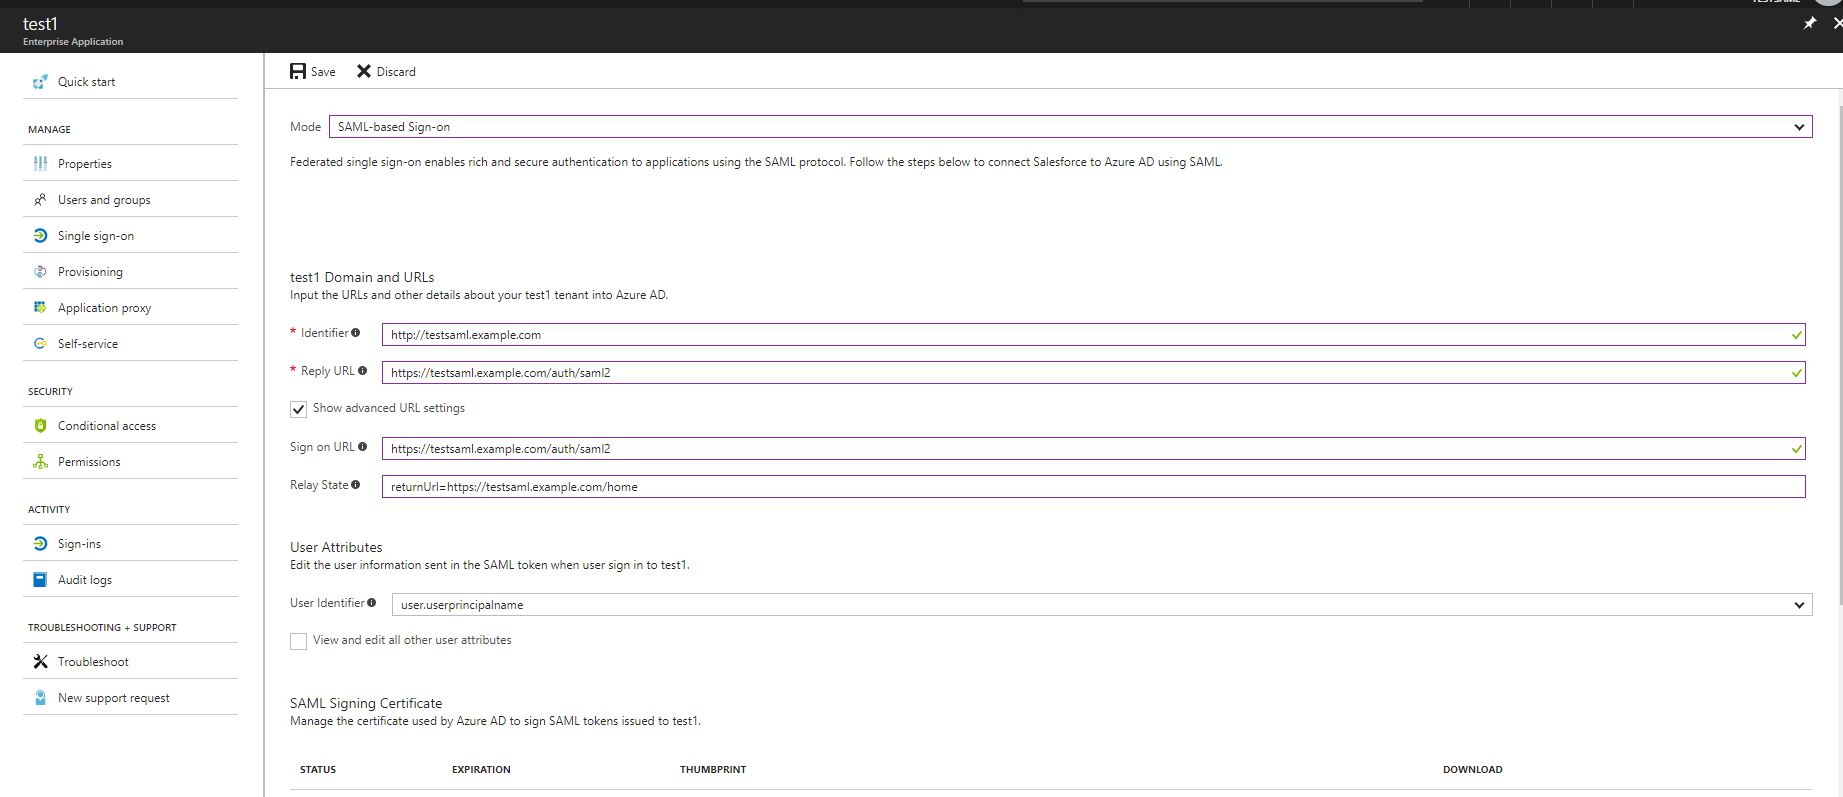 test1
Enterprise Application
Quick start
MANAGE
Properties
Users and groups
Single sign-on
Provisioning
Application proxy
Self-service
SECURITY
Conditional access
Permissions
ACTIVITY
Sign-ins
Audit logs
TROUBLESHOOTING + SUPPORT
Troubleshoot
New support request
Save Discard
Mode SAML-based Sign-on
Federated single sign-on enables rich and secure authentication to applications using the SAML protocol. Follow the steps below to connect Salesforce to Azure AD using SAML.
test1 Domain and URLs
Input the URLs and other details about your test1 tenant into Azure AD.
* Identifier http://testsaml.example.com
* Reply URL https://testsaml.example.com/auth/saml2
Show advanced URL settings
Sign on URL https://testsaml.example.com/auth/saml2
Relay State returnUrl=https://testsaml.example.com/home
User Attributes
Edit the user information sent in the SAML token when user sign in to test1.
User Identifier user.userprincipalname
View and edit all other user attributes
SAML Signing Certificate
Manage the certificate used by Azure AD to sign SAML tokens issued to test1.
STATUS EXPIRATION THUMBPRINT DOWNLOAD